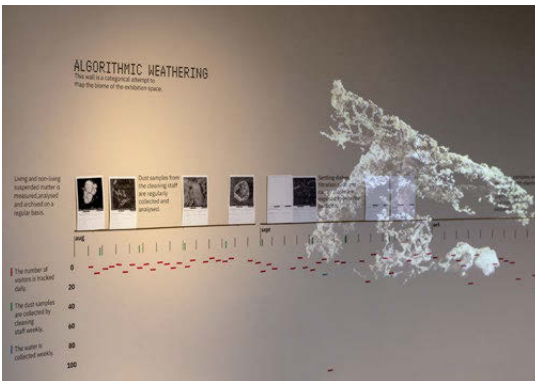 ALGORITHMIC WEATHERING
This wall is a categorical attempt to
map the biome of the exhibition space.
Living and non-living
suspended matter is
measured, analysed
and archived on a
regular basis.
Dust samples from
the cleaning staff
are regularly
collected and
analysed.
aug
sept
The number of
visitors is tracked
daily.
The dust samples
are collected by
cleaning
staff weekly.
The water is
collected weekly.
0
20
40
60
80
100